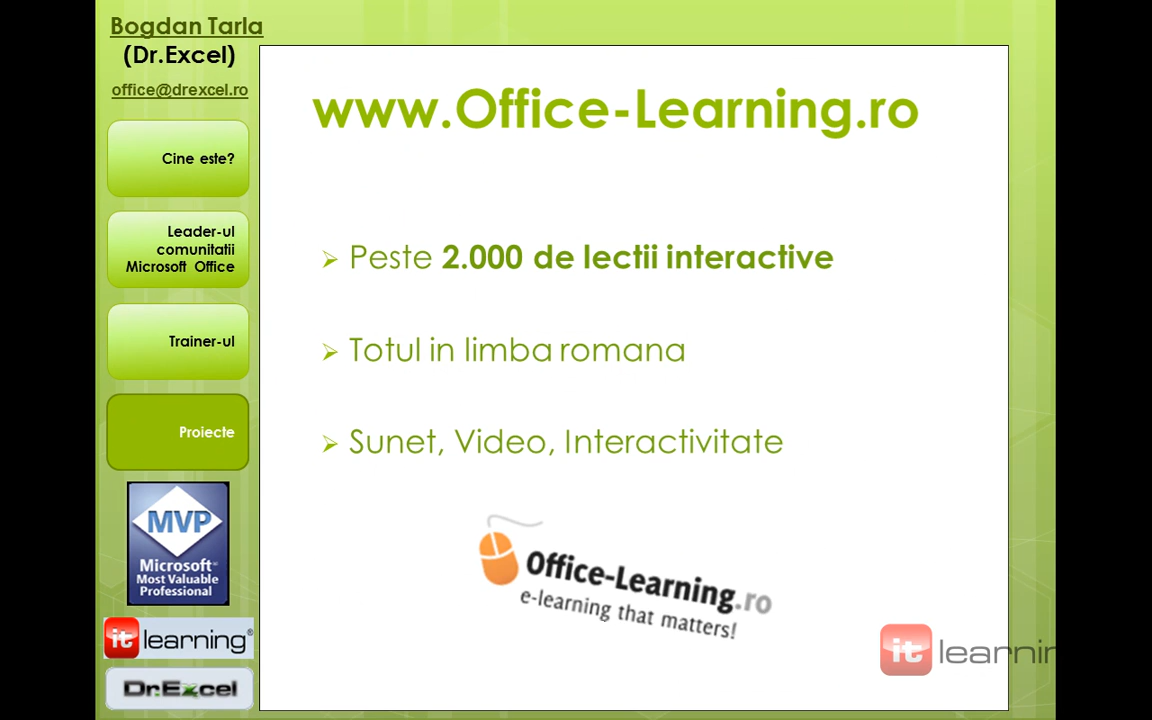 Bogdan Tarla
(Dr.Excel)
office@drexcel.ro
Cine este?
Leader-ul
comunitatii
Microsoft Office
Trainer-ul
Proiecte
MVP
Microsoft®
Most Valuable
Professional
it learning®
Dr.Excel
www.Office-Learning.ro
Peste 2.000 de lectii interactive
Totul in limba romana
Sunet, Video, Interactivitate
Office-Learning.ro
e-learning that matters!
it learnin